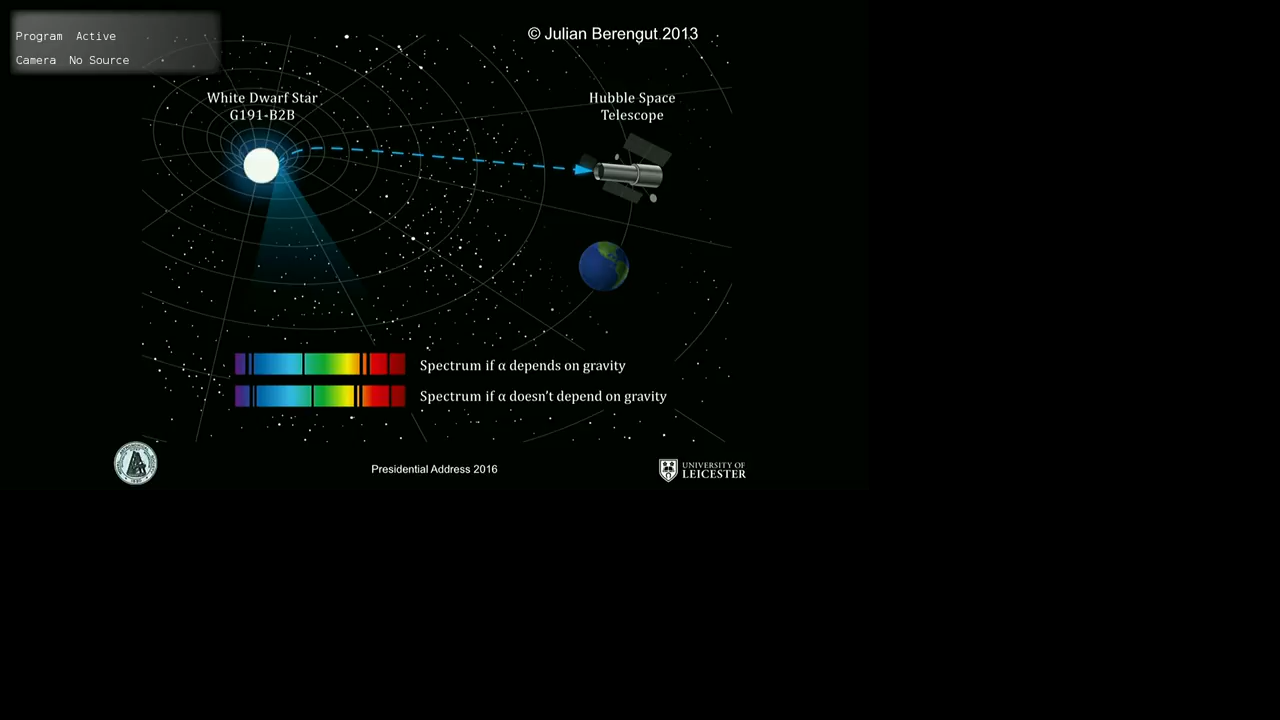 Program Active
Camera No Source
© Julian Berengut 2013
White Dwarf Star
G191-B2B
Hubble Space
Telescope
Spectrum if α depends on gravity
Spectrum if α doesn't depend on gravity
Presidential Address 2016
UNIVERSITY OF
LEICESTER